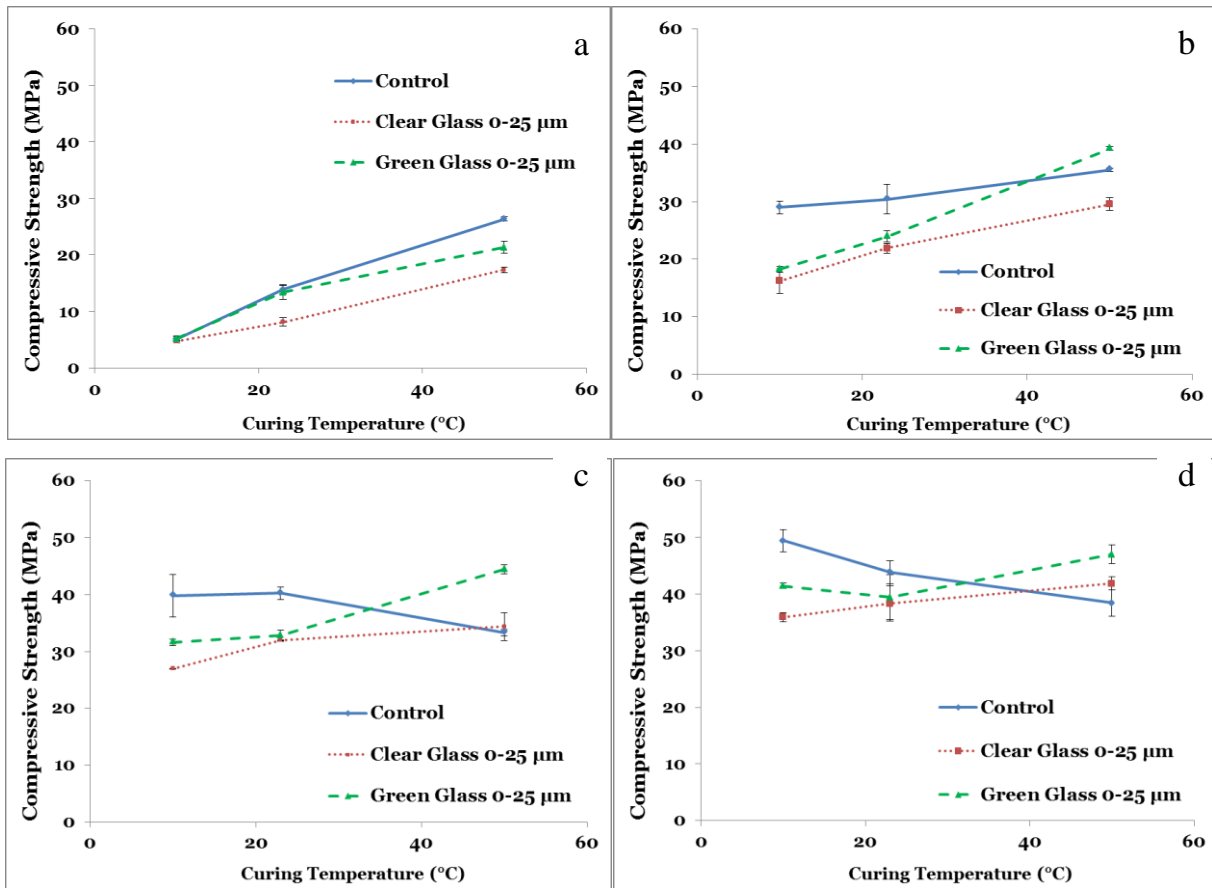 a
60
50
40
30
20
10
0
Compressive Strength (MPa)
Control
Clear Glass 0-25 µm
Green Glass 0-25 µm
0
20
40
60
Curing Temperature (°C)
b
60
50
40
30
20
10
0
Compressive Strength (MPa)
Control
Clear Glass 0-25 µm
Green Glass 0-25 µm
0
20
40
60
Curing Temperature (°C)
c
60
50
40
30
20
10
0
Compressive Strength (MPa)
Control
Clear Glass 0-25 µm
Green Glass 0-25 µm
0
20
40
60
Curing Temperature (°C)
d
60
50
40
30
20
10
0
Compressive Strength (MPa)
Control
Clear Glass 0-25 µm
Green Glass 0-25 µm
0
20
40
60
Curing Temperature (°C)